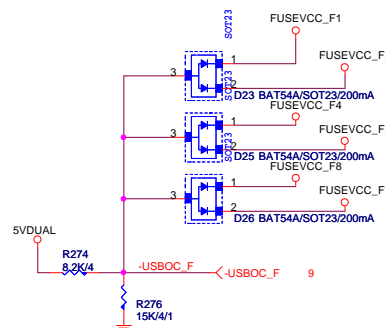 SOT23
FUSEVCC_F1
1
3
FUSEVCC_F
2
D23 BAT54A/SOT23/200mA
SOT23
FUSEVCC_F4
1
3
FUSEVCC_F
2
D25 BAT54A/SOT23/200mA
SOT23
FUSEVCC_F8
1
3
FUSEVCC_F
2
D26 BAT54A/SOT23/200mA
5VDUAL
R274
8.2K/4
-USBOC_F
-USBOC_F 9
R276
15K/4/1